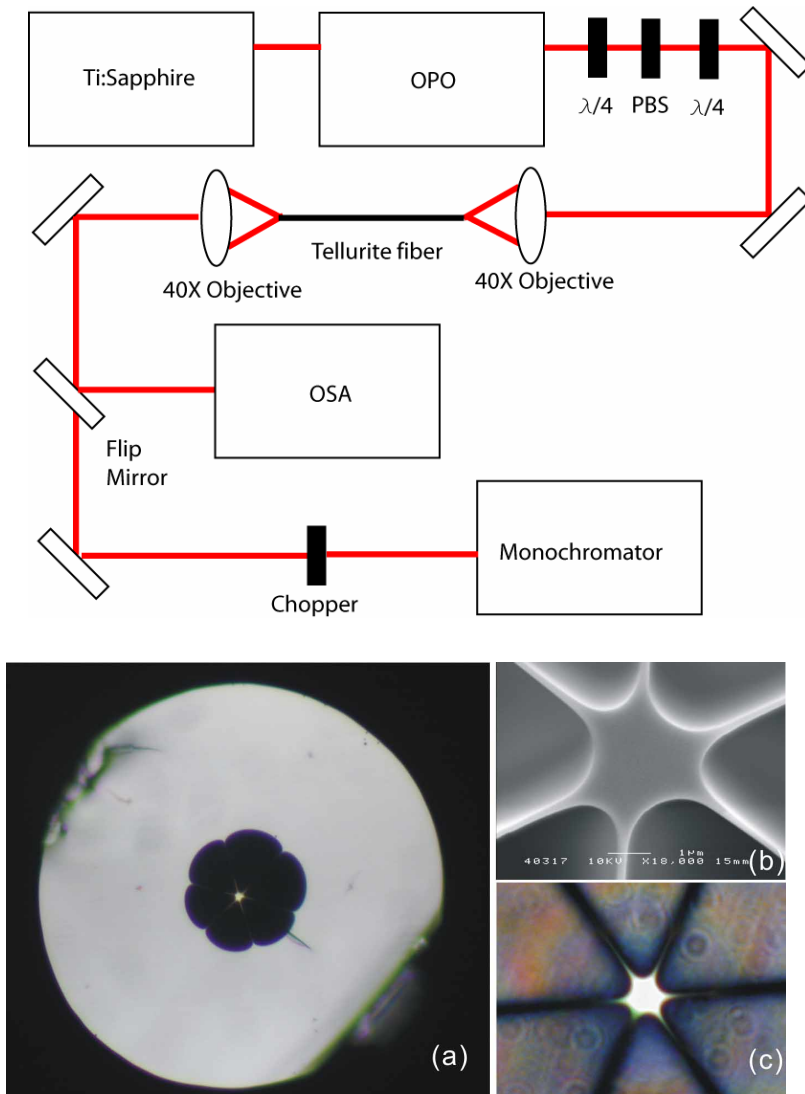 Ti:Sapphire
OPO
λ/4
PBS
λ/4
Tellurite fiber
40X Objective
40X Objective
OSA
Flip
Mirror
Monochromator
Chopper
1μm
40317 10KV X18,000 15mm
(b)
(a)
(c)